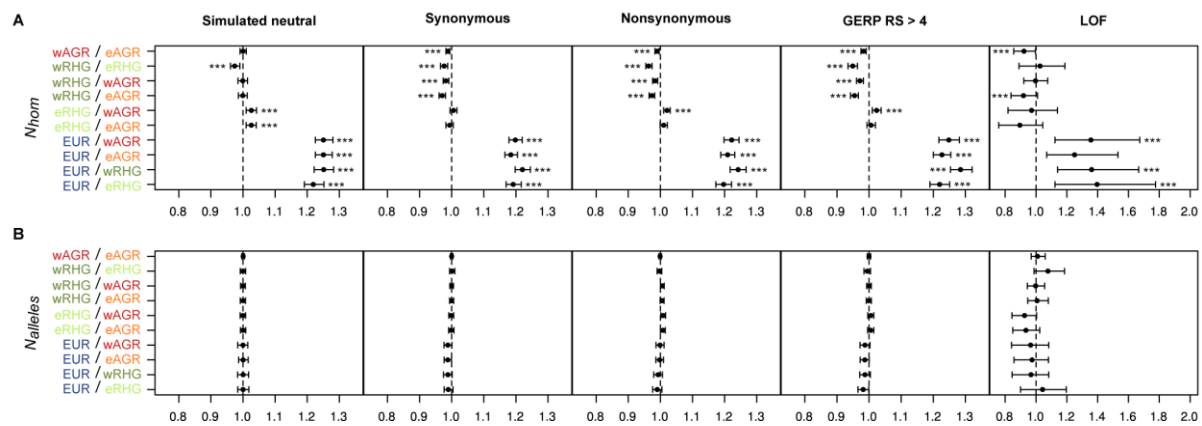 Simulated neutral Synonymous Nonsynonymous GERP RS > 4 LOF
A
wAGR / eAGR *** *** *** ***
wRHG / eRHG *** *** *** ***
wRHG / wAGR *** *** ***
wRHG / eAGR *** *** *** ***
eRHG / wAGR *** *** ***
eRHG / eAGR ***
EUR / wAGR *** *** *** *** ***
EUR / eAGR *** *** *** ***
EUR / wRHG *** *** *** *** ***
EUR / eRHG *** *** *** *** ***
Nhom
0.8 0.9 1.0 1.1 1.2 1.3 0.8 0.9 1.0 1.1 1.2 1.3 0.8 0.9 1.0 1.1 1.2 1.3 0.8 0.9 1.0 1.1 1.2 1.3 0.8 1.0 1.2 1.4 1.6 1.8 2.0
B
wAGR / eAGR
wRHG / eRHG
wRHG / wAGR
wRHG / eAGR
eRHG / wAGR
eRHG / eAGR
EUR / wAGR
EUR / eAGR
EUR / wRHG
EUR / eRHG
Nalleles
0.8 0.9 1.0 1.1 1.2 1.3 0.8 0.9 1.0 1.1 1.2 1.3 0.8 0.9 1.0 1.1 1.2 1.3 0.8 0.9 1.0 1.1 1.2 1.3 0.8 1.0 1.2 1.4 1.6 1.8 2.0